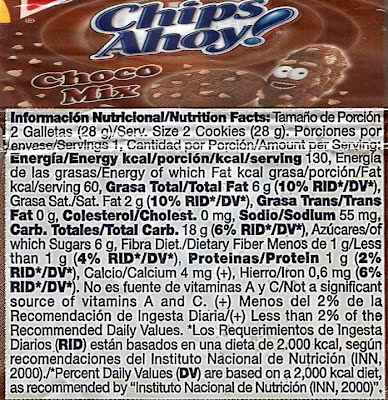 Chips
Ahoy!
Choco
Mix
Información Nutricional/Nutrition Facts: Tamaño de Porción
2 Galletas (28 g)/Serv. Size 2 Cookies (28 g). Porciones por
envase/Servings 1, Cantidad por Porción/Amount per Serving:
Energía/Energy kcal/porción/kcal/serving 130, Energía
de las grasas/Energy of which Fat kcal grasa/porción/Fat
kcal/serving 60, Grasa Total/Total Fat 6 g (10% RID*/DV*),
Grasa Sat./Sat. Fat 2 g (10% RID*/DV*), Grasa Trans/Trans
Fat 0 g, Colesterol/Cholest. 0 mg, Sodio/Sodium 55 mg,
Carb. Totales/Total Carb. 18 g (6% RID*/DV*), Azúcares/of
which Sugars 6 g, Fibra Diet./Dietary Fiber Menos de 1 g/Less
than 1 g (4% RID*/DV*), Proteínas/Protein 1 g (2%
RID*/DV*), Calcio/Calcium 4 mg (+), Hierro/Iron 0,6 mg (6%
RID*/DV*). No es fuente de vitaminas A y C/Not a significant
source of vitamins A and C. (+) Menos del 2% de la
Recomendación de Ingesta Diaria/(+) Less than 2% of the
Recommended Daily Values. *Los Requerimientos de Ingesta
Diarios (RID) están basados en una dieta de 2.000 kcal, según
recomendaciones del Instituto Nacional de Nutrición (INN,
2000)./*Percent Daily Values (DV) are based on a 2,000 kcal diet,
as recommended by "Instituto Nacional de Nutrición (INN, 2000)".